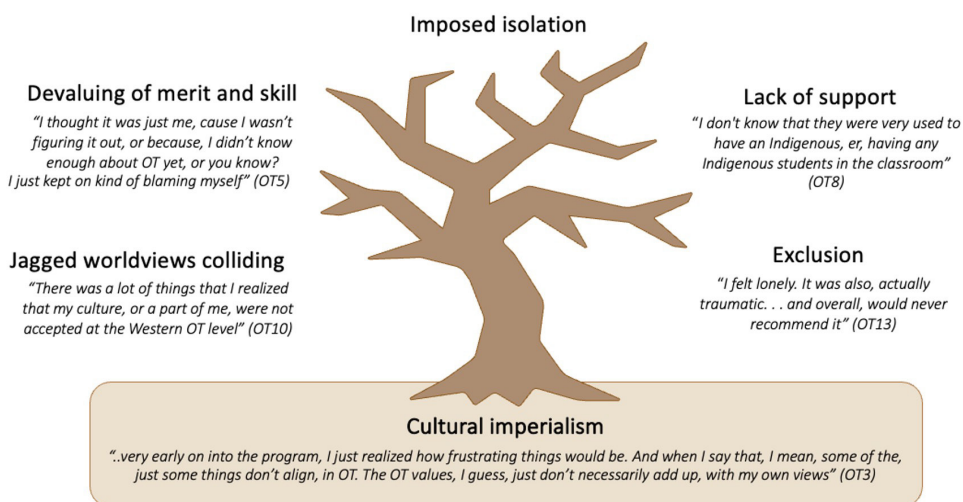 Imposed isolation
Devaluing of merit and skill
“I thought it was just me, cause I wasn’t
figuring it out, or because, I didn’t know
enough about OT yet, or you know?
I just kept on kind of blaming myself” (OT5)
Lack of support
“I don't know that they were very used to
have an Indigenous, er, having any
Indigenous students in the classroom”
(OT8)
Jagged worldviews colliding
“There was a lot of things that I realized
that my culture, or a part of me, were not
accepted at the Western OT level” (OT10)
Exclusion
“I felt lonely. It was also, actually
traumatic. . . and overall, would never
recommend it” (OT13)
Cultural imperialism
“..very early on into the program, I just realized how frustrating things would be. And when I say that, I mean, some of the,
just some things don’t align, in OT. The OT values, I guess, just don’t necessarily add up, with my own views” (OT3)